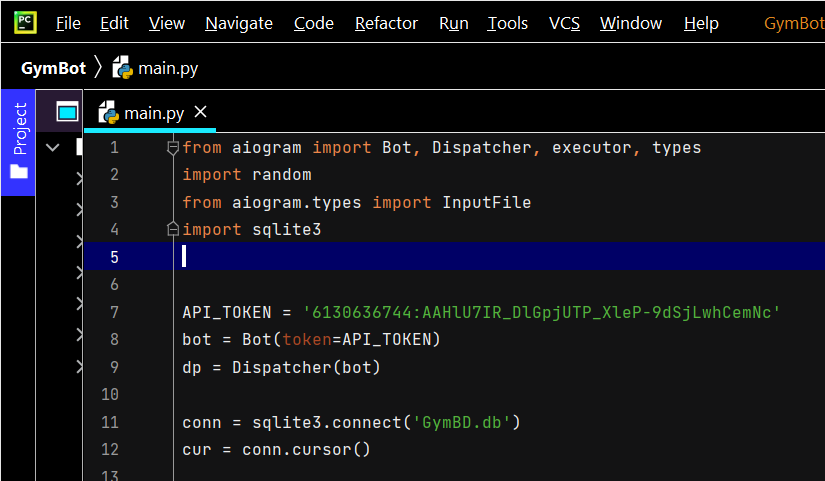 PC File Edit View Navigate Code Refactor Run Tools VCS Window Help GymBot
GymBot main.py
Project
main.py
1 from aiogram import Bot, Dispatcher, executor, types
2 import random
3 from aiogram.types import InputFile
4 import sqlite3
5
6
7 API_TOKEN = '6130636744:AAHlU7IR_DlGpjUTP_XleP-9dSjLwhCemNc'
8 bot = Bot(token=API_TOKEN)
9 dp = Dispatcher(bot)
10
11 conn = sqlite3.connect('GymBD.db')
12 cur = conn.cursor()
13